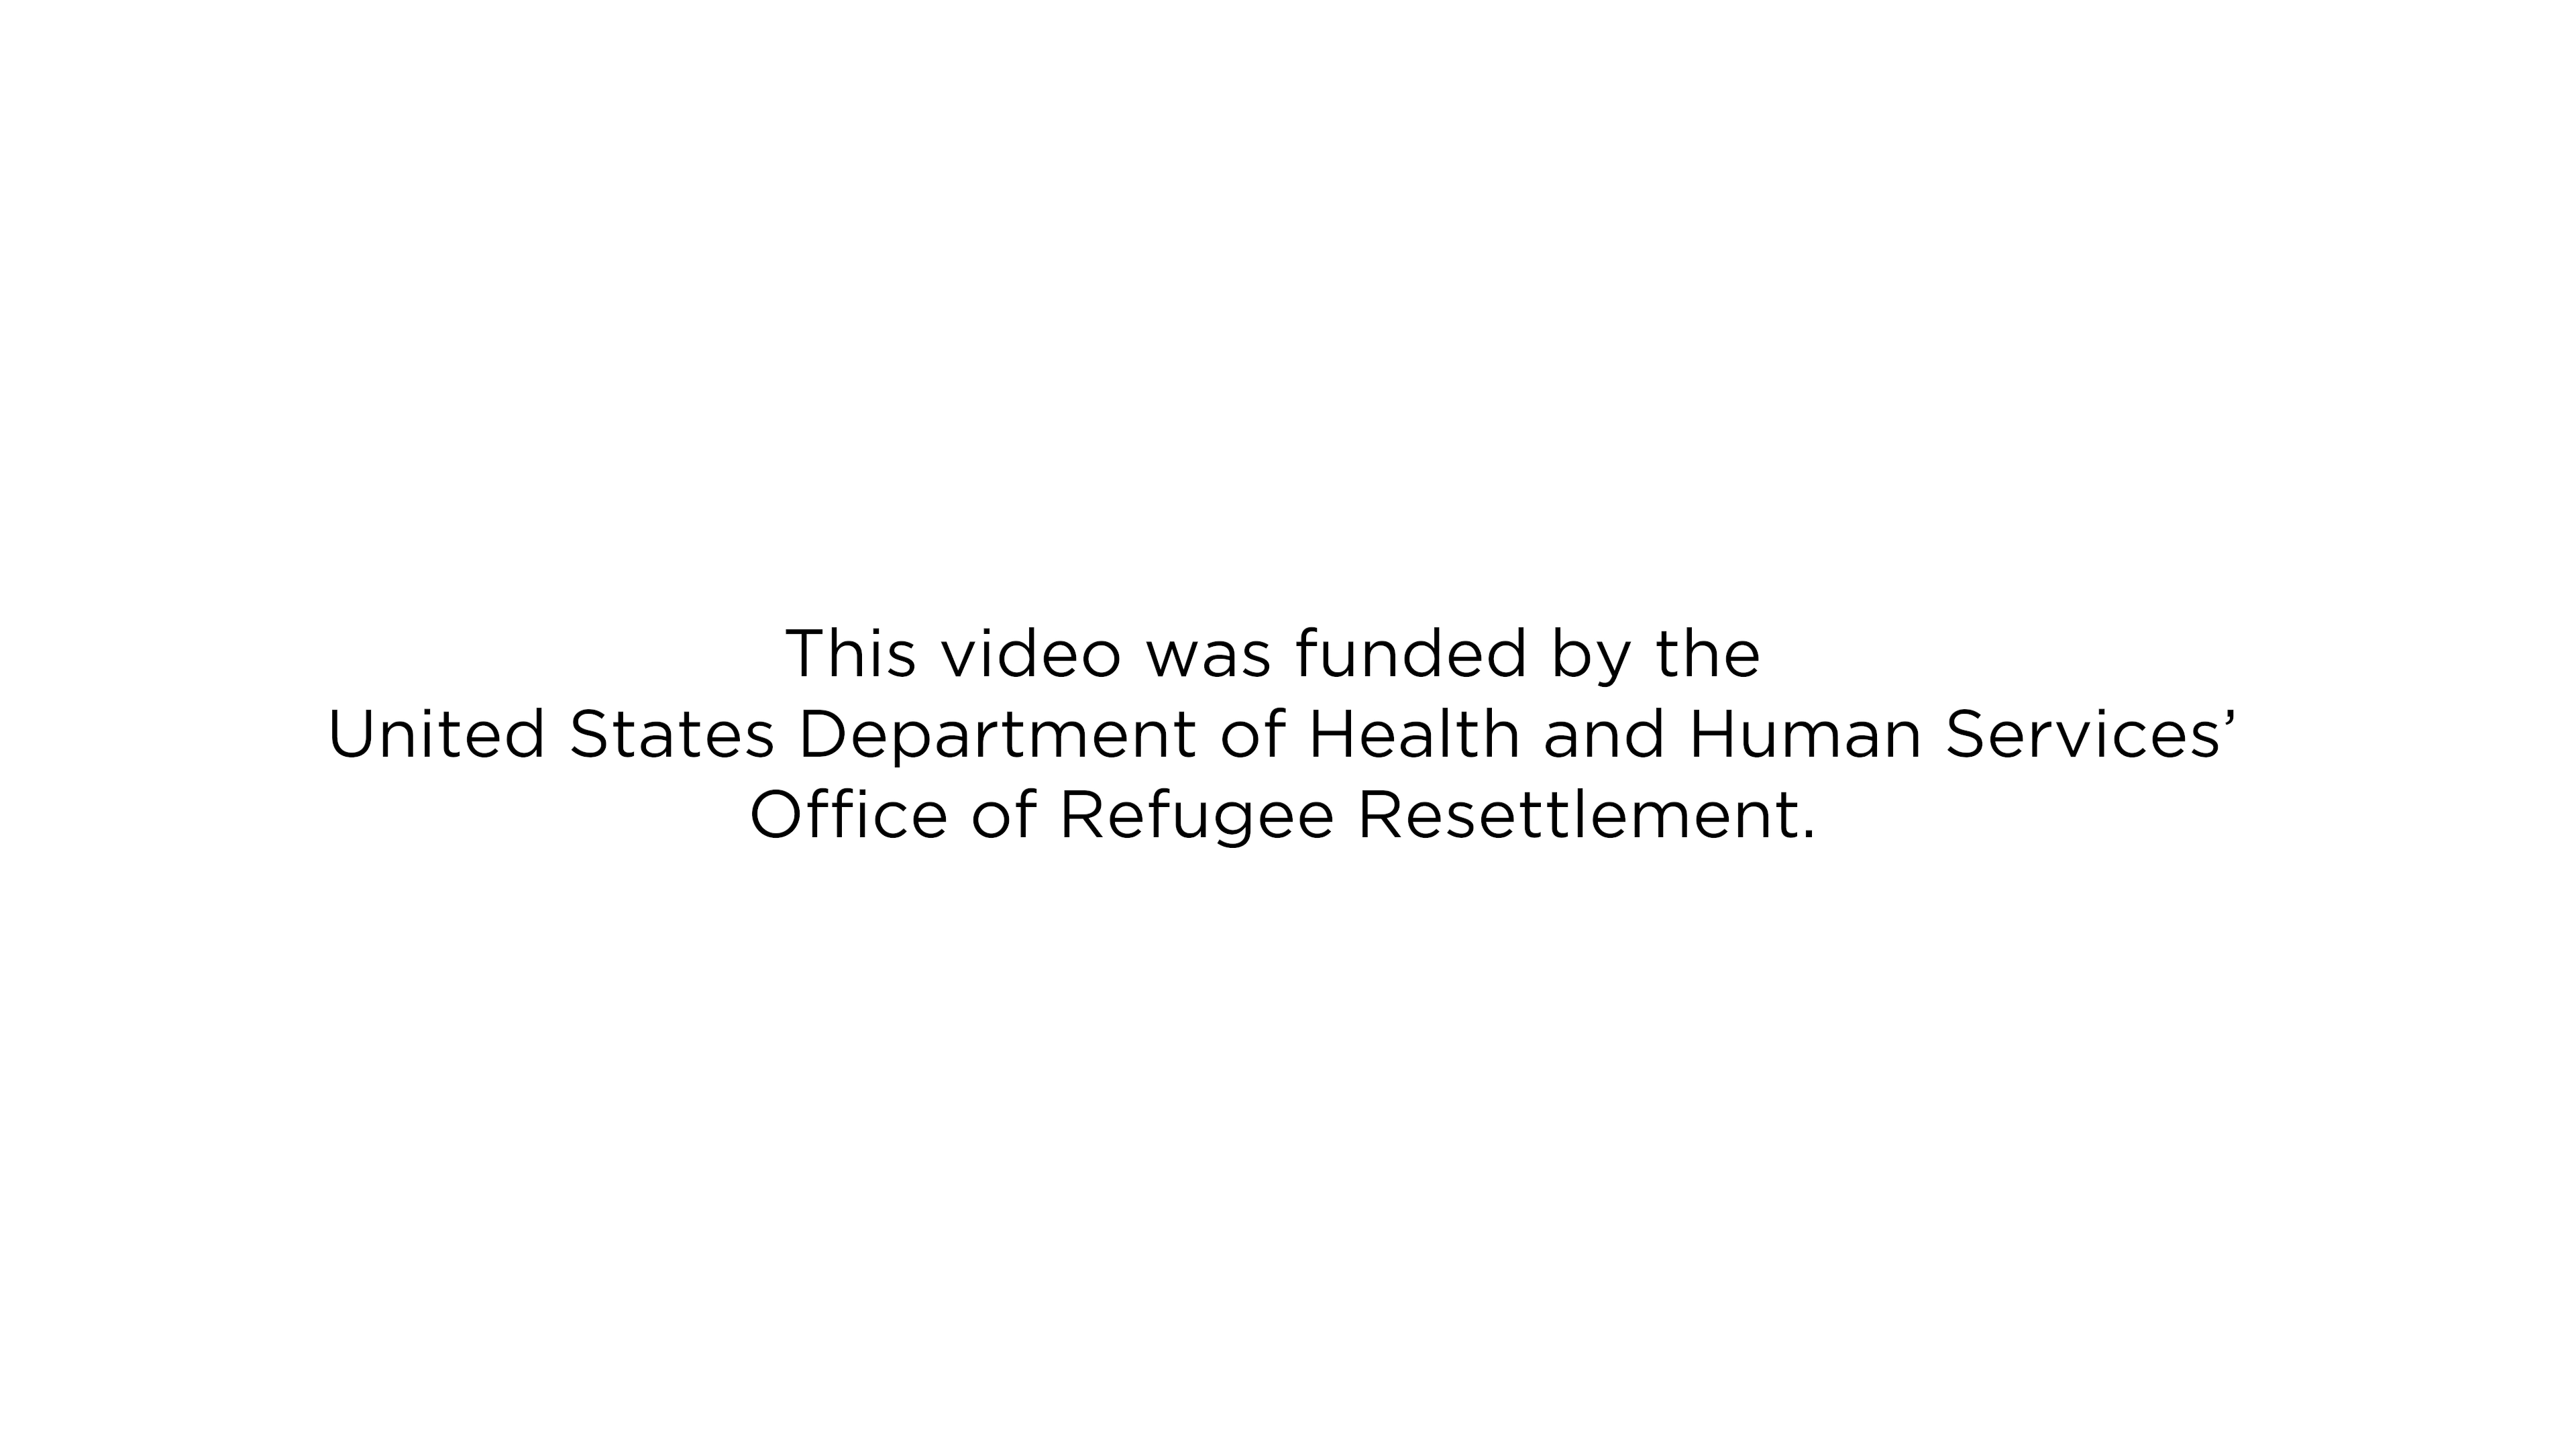 This video was funded by the
United States Department of Health and Human Services’
Office of Refugee Resettlement.